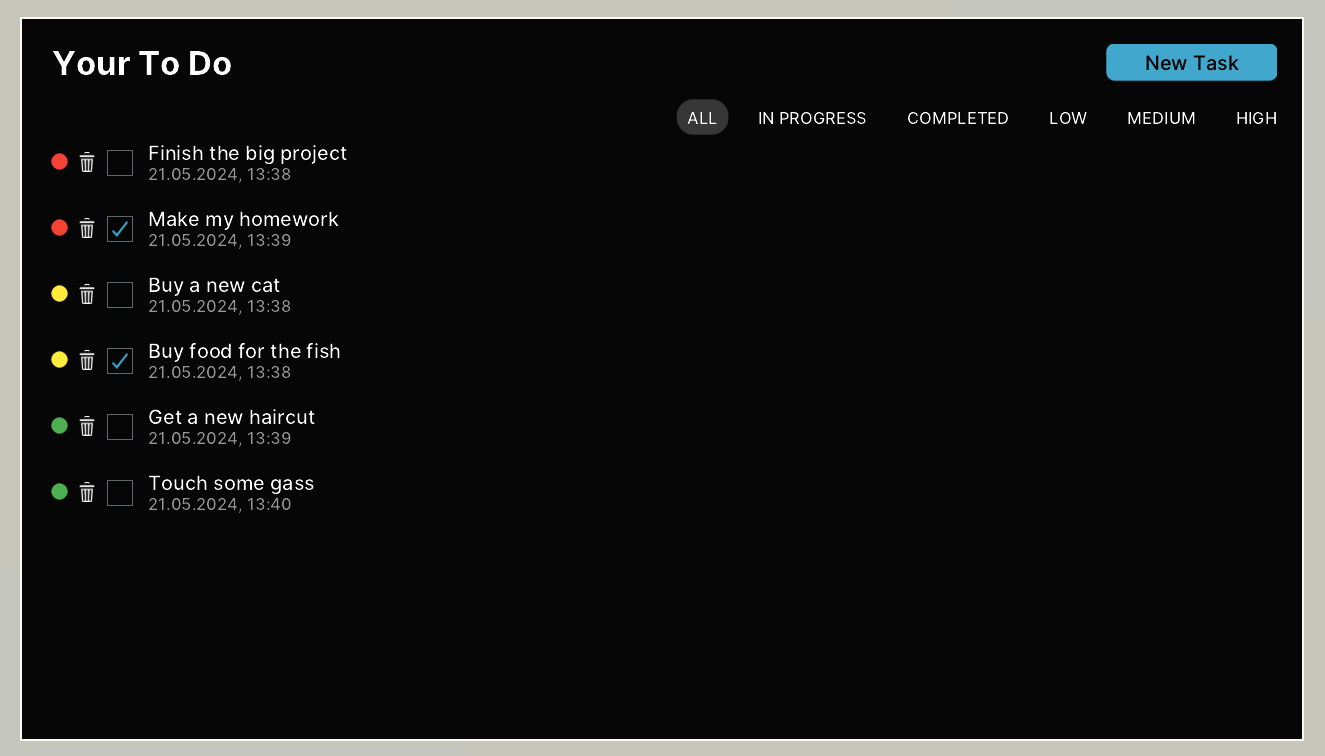 Your To Do
New Task
ALL IN PROGRESS COMPLETED LOW MEDIUM HIGH
Finish the big project
21.05.2024, 13:38
Make my homework
21.05.2024, 13:39
Buy a new cat
21.05.2024, 13:38
Buy food for the fish
21.05.2024, 13:38
Get a new haircut
21.05.2024, 13:39
Touch some gass
21.05.2024, 13:40